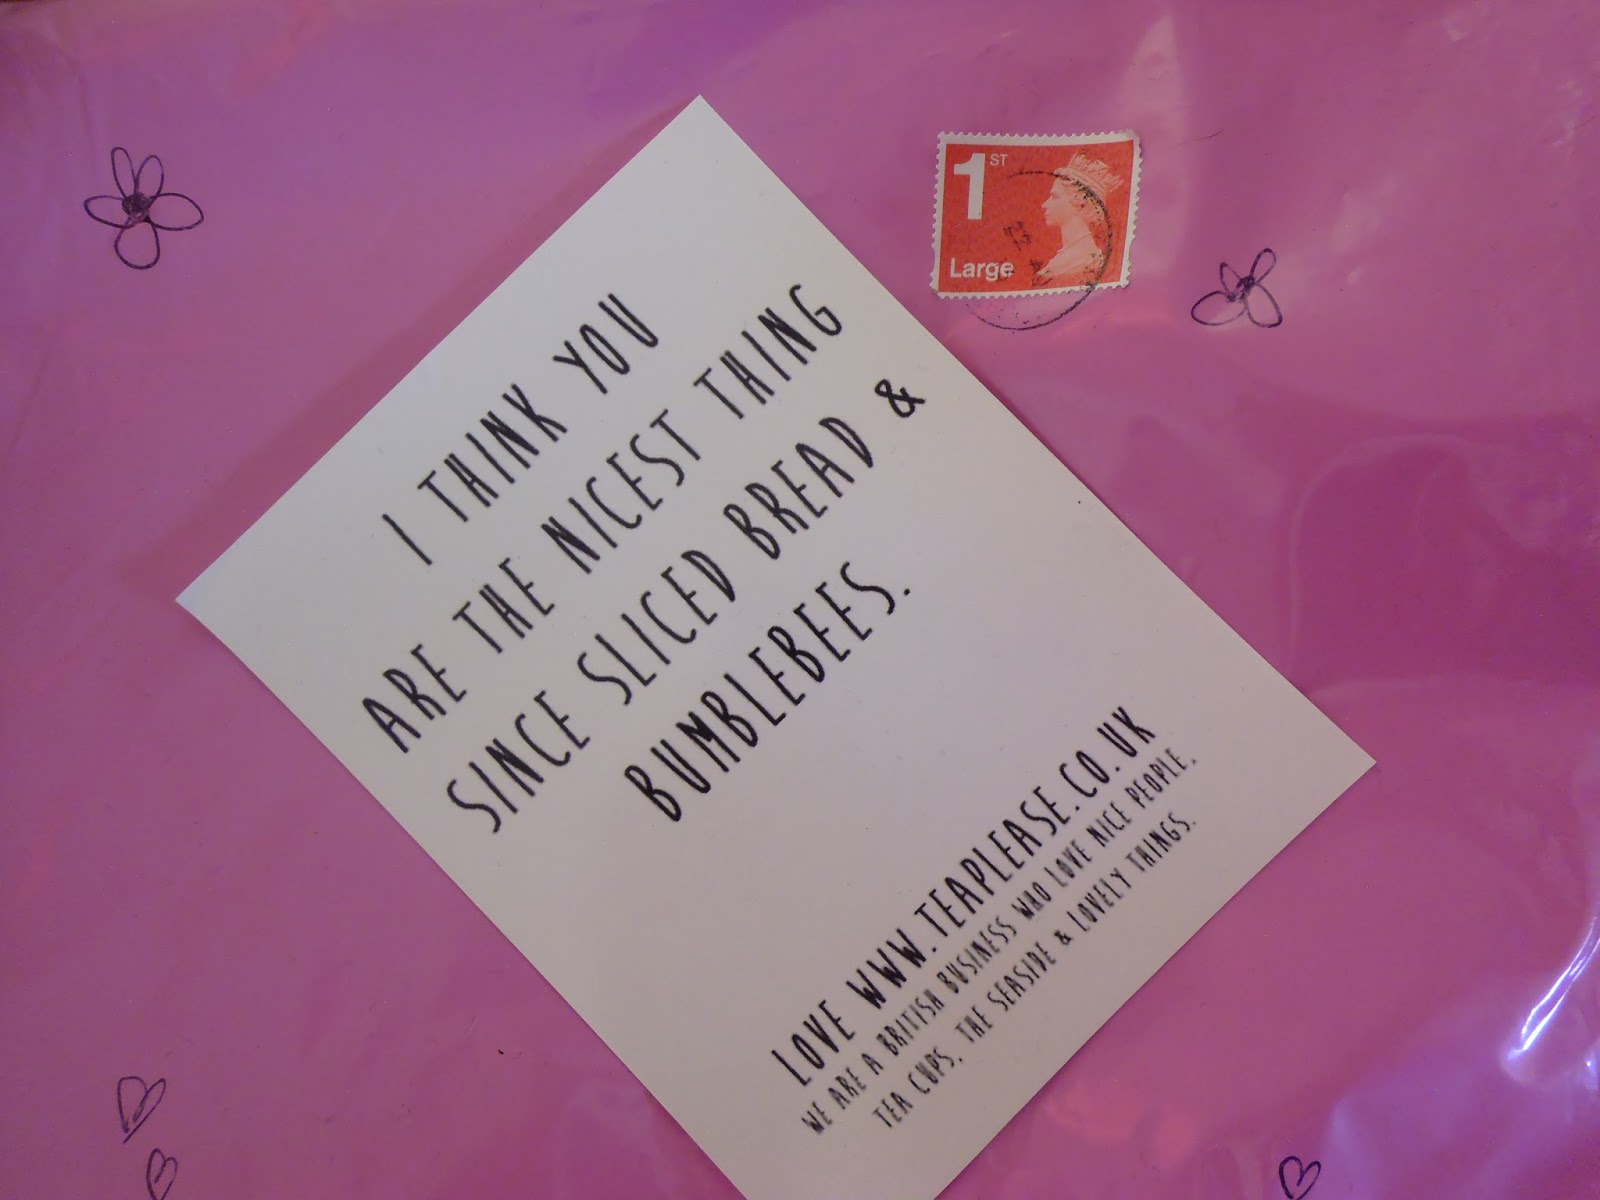 1ST
Large
I THINK YOU
ARE THE NICEST THING
SINCE SLICED BREAD &
BUMBLEBEES.
LOVE WWW.TEAPLEASE.CO.UK
WE ARE A BRITISH BUSINESS WHO LOVE NICE PEOPLE,
TEA CUPS, THE SEASIDE & LOVELY THINGS.